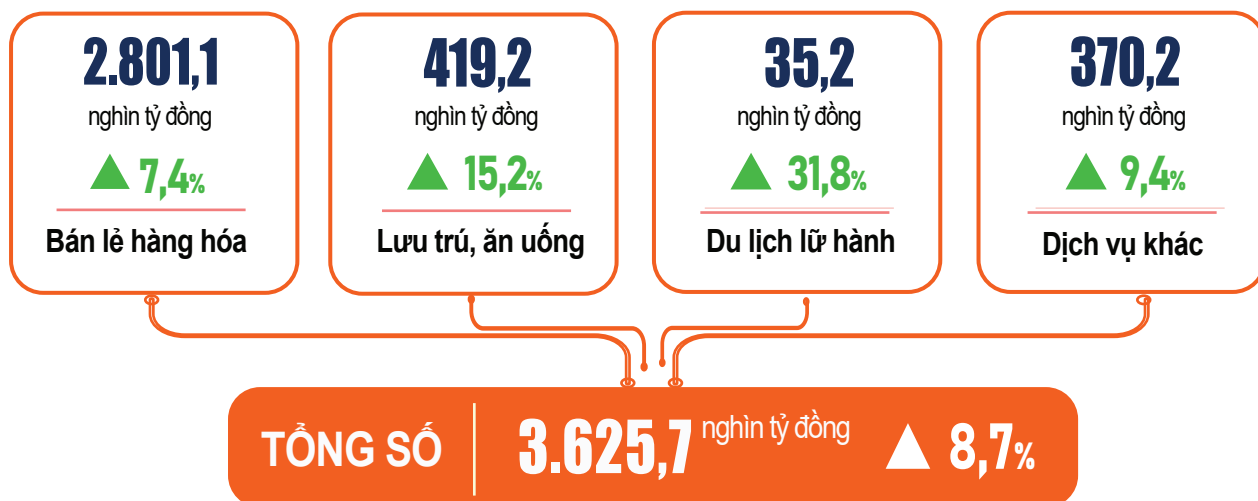 2.801,1
nghìn tỷ đồng
▲ 7,4%
Bán lẻ hàng hóa
419,2
nghìn tỷ đồng
▲ 15,2%
Lưu trú, ăn uống
35,2
nghìn tỷ đồng
▲ 31,8%
Du lịch lữ hành
370,2
nghìn tỷ đồng
▲ 9,4%
Dịch vụ khác
TỔNG SỐ 3.625,7 nghìn tỷ đồng ▲ 8,7%